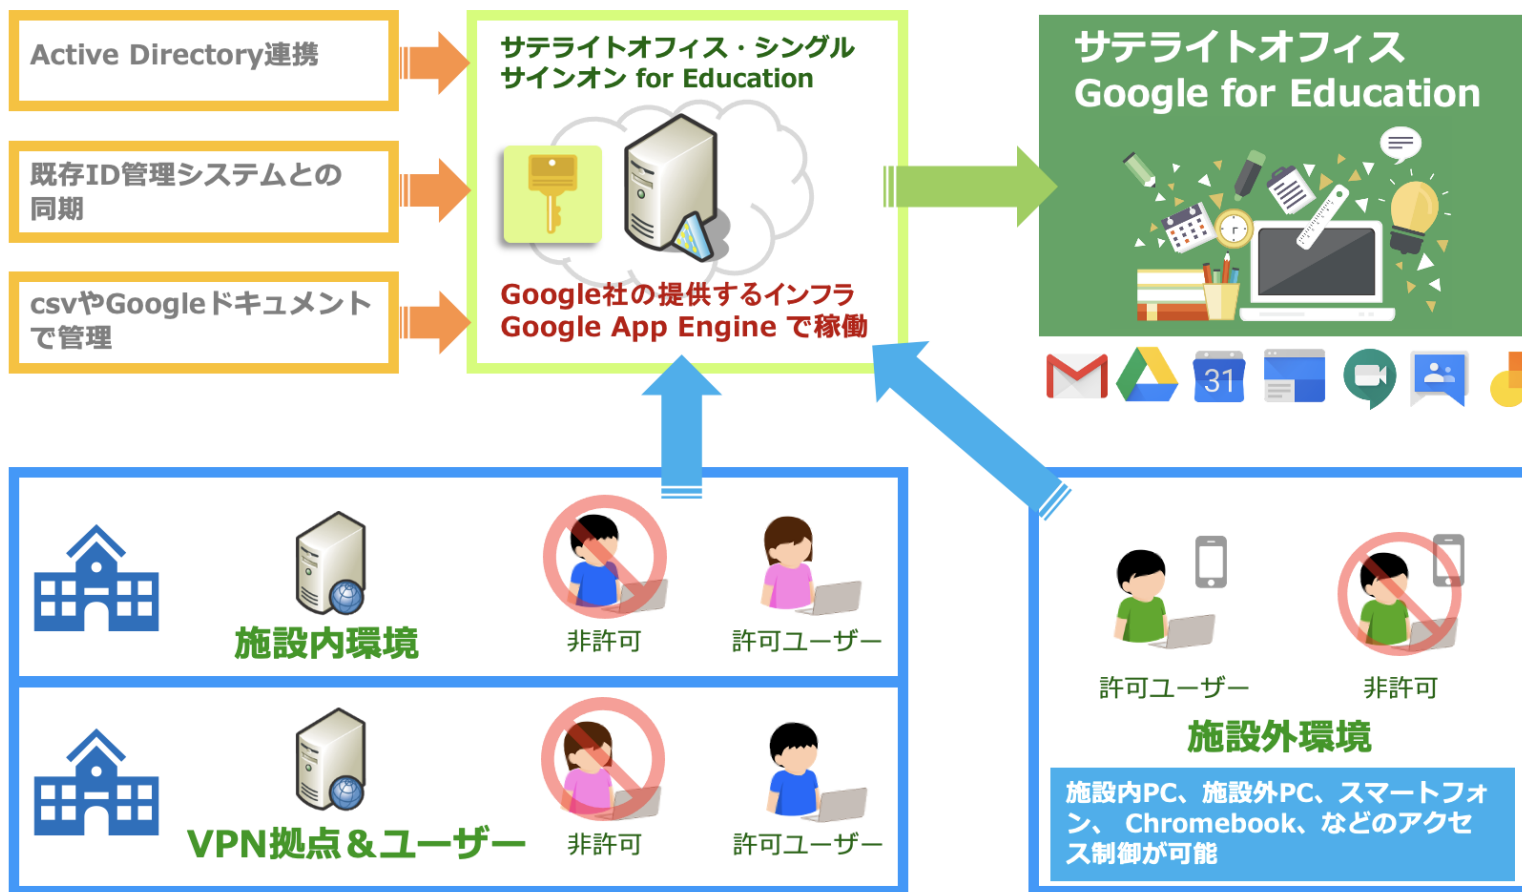 Active Directory連携
既存ID管理システムとの
同期
csvやGoogleドキュメント
で管理
サテライトオフィス・シングル
サインオン for Education
Google社の提供するインフラ
Google App Engine で稼働
サテライトオフィス
Google for Education
31
施設内環境
非許可
許可ユーザー
VPN拠点＆ユーザー
非許可
許可ユーザー
許可ユーザー
非許可
施設外環境
施設内PC、施設外PC、スマートフォ
ン、 Chromebook、などのアクセ
ス制御が可能